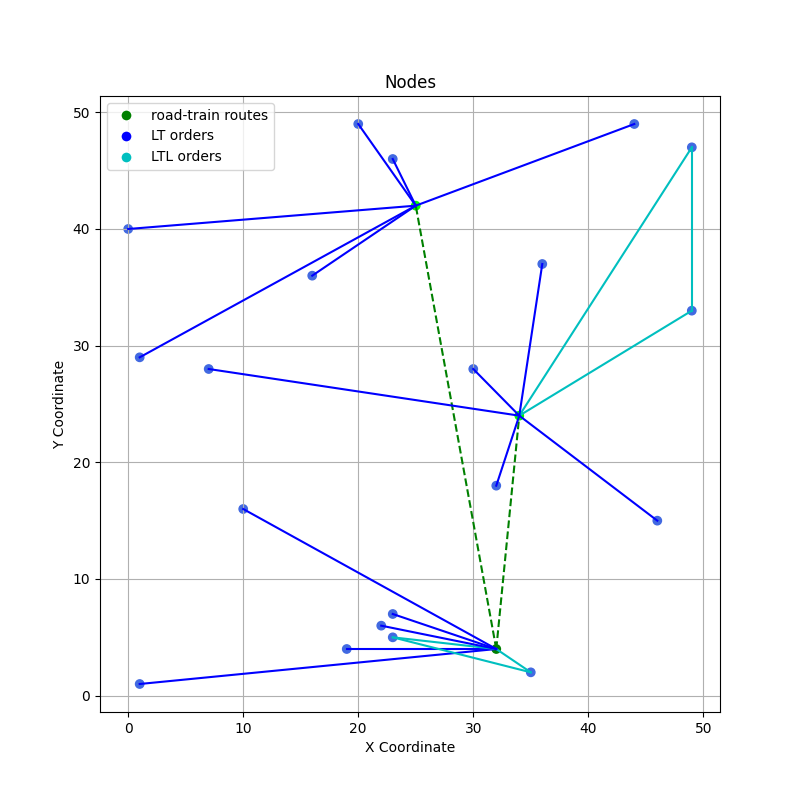 Nodes
road-train routes
LT orders
LTL orders
50
40
30
20
10
0
Y Coordinate
0 10 20 30 40 50
X Coordinate